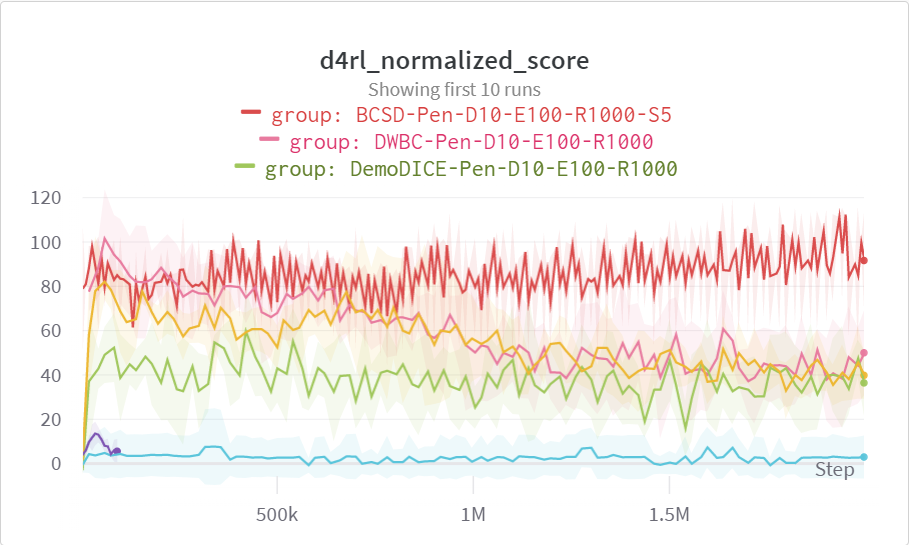 d4rl_normalized_score
Showing first 10 runs
group: BCSD-Pen-D10-E100-R1000-S5
group: DWBC-Pen-D10-E100-R1000
group: DemoDICE-Pen-D10-E100-R1000
120
100
80
60
40
20
0
Step
500k 1M 1.5M